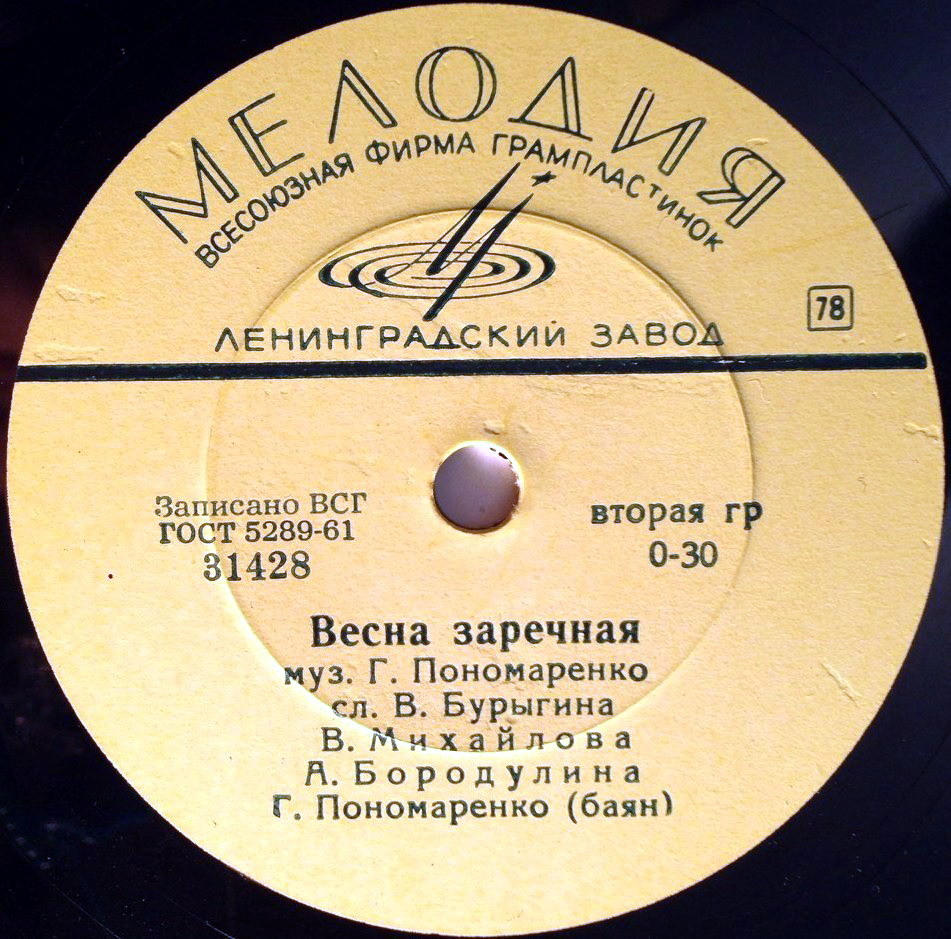 МЕЛОДИЯ
ВСЕСОЮЗНАЯ ФИРМА ГРАМПЛАСТИНОК
78
ЛЕНИНГРАДСКИЙ ЗАВОД
Записано ВСГ
ГОСТ 5289-61
31428
вторая гр
0-30
Весна заречная
муз. Г. Пономаренко
сл. В. Бурыгина
В. Михайлова
А. Бородулина
Г. Пономаренко (баян)